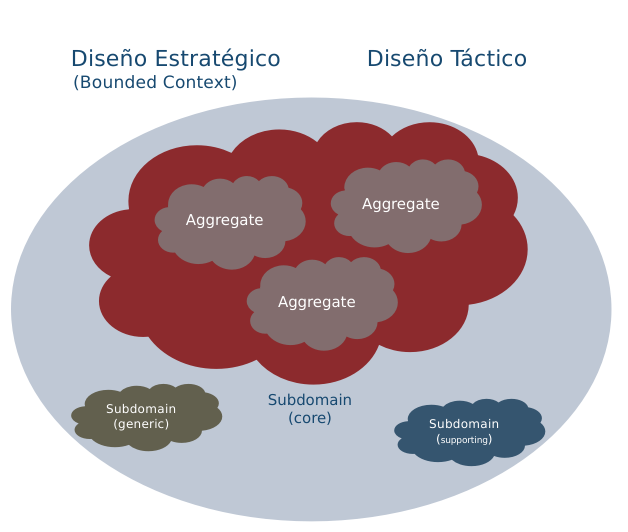 Diseño Estratégico
(Bounded Context)
Diseño Táctico
Aggregate
Aggregate
Aggregate
Subdomain
(core)
Subdomain
(generic)
Subdomain
(supporting)